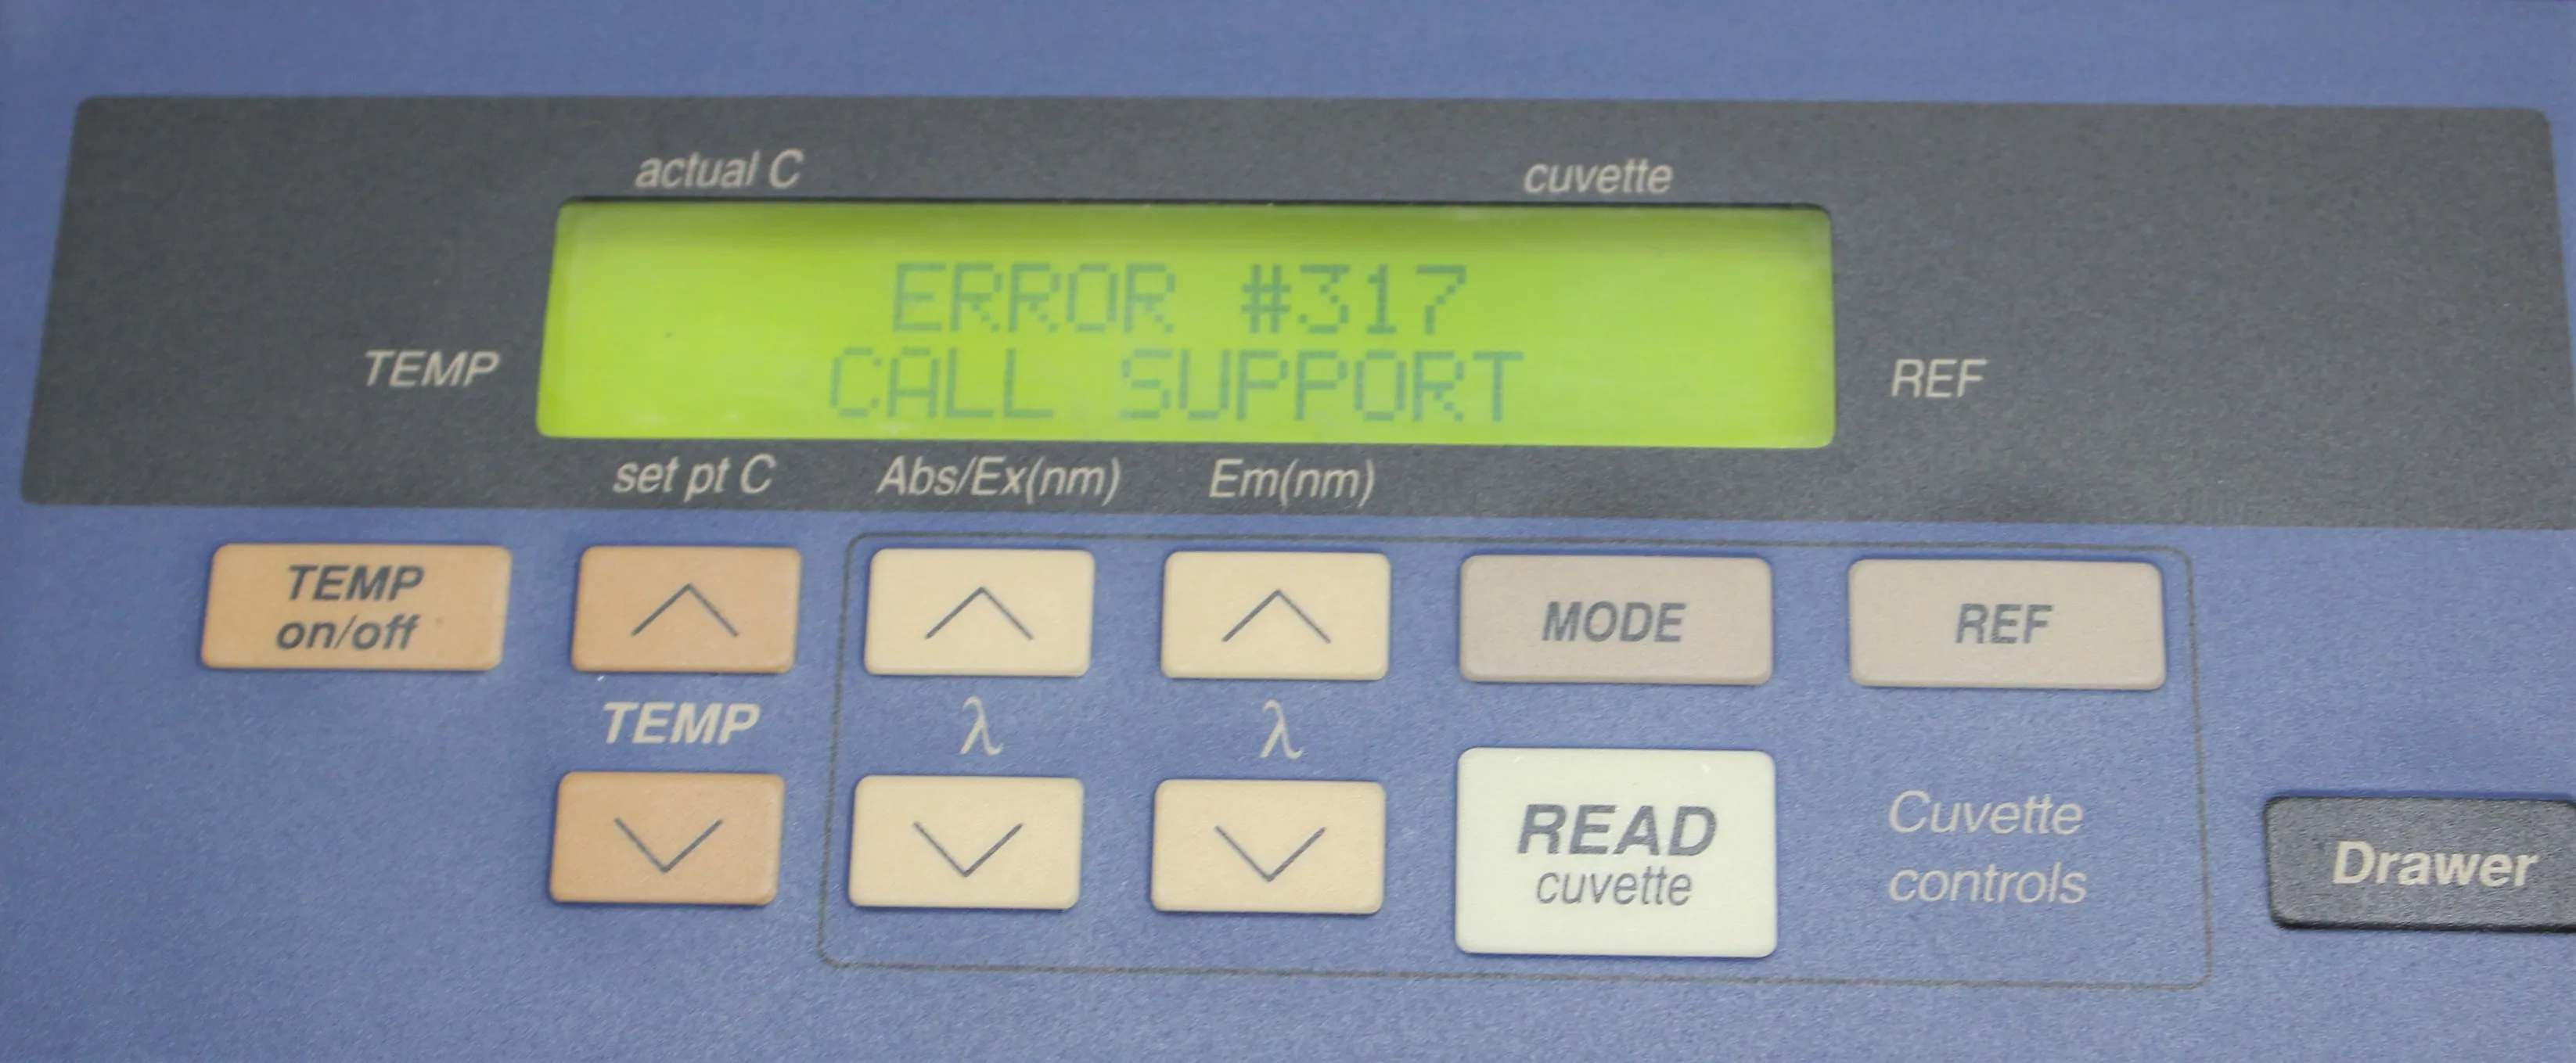 actual C
cuvette
ERROR #317
CALL SUPPORT
TEMP
REF
set pt C
Abs/Ex(nm)
Em(nm)
TEMP
on/off
MODE
REF
TEMP
λ
λ
READ
cuvette
Cuvette
controls
Drawer